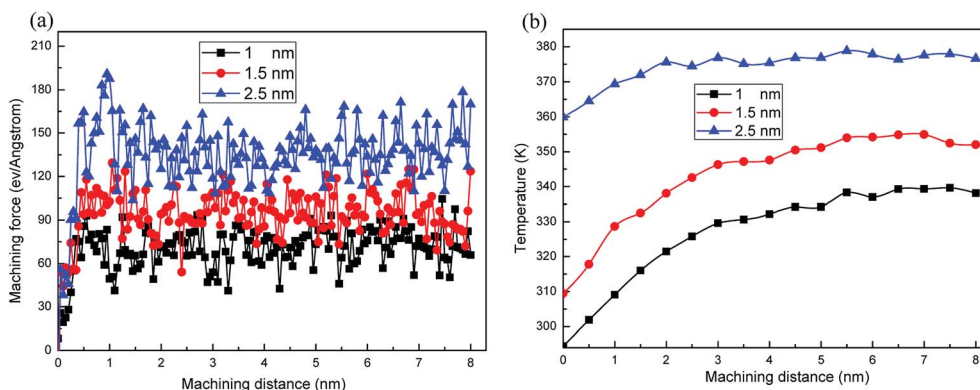 (a)
Machining force (ev/Angstrom)
210
180
150
120
90
60
30
0
1 nm
1.5 nm
2.5 nm
0 1 2 3 4 5 6 7 8
Machining distance (nm)
(b)
Temperature (K)
380
370
360
350
340
330
320
310
300
1 nm
1.5 nm
2.5 nm
0 1 2 3 4 5 6 7 8
Machining distance (nm)